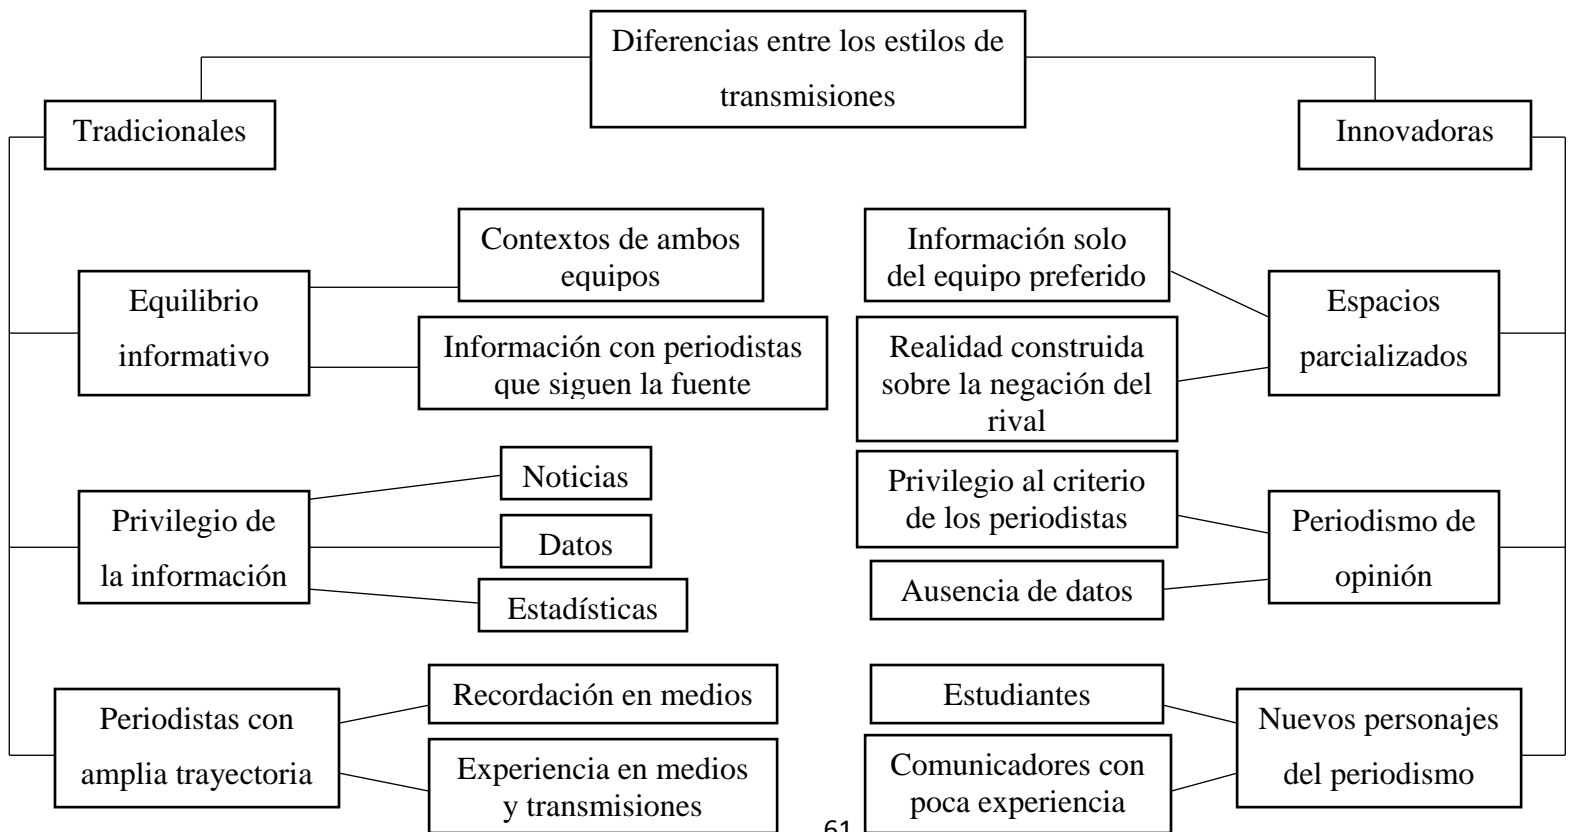 Diferencias entre los estilos de
transmisiones
Tradicionales
Innovadoras
Contextos de ambos
equipos
Equilibrio
informativo
Información con periodistas
que siguen la fuente
Información solo
del equipo preferido
Espacios
parcializados
Realidad construida
sobre la negación del
rival
Noticias
Privilegio de
la información
Datos
Estadísticas
Privilegio al criterio
de los periodistas
Periodismo de
opinión
Ausencia de datos
Recordación en medios
Periodistas con
amplia trayectoria
Experiencia en medios
y transmisiones
Estudiantes
Nuevos personajes
del periodismo
Comunicadores con
poca experiencia
61